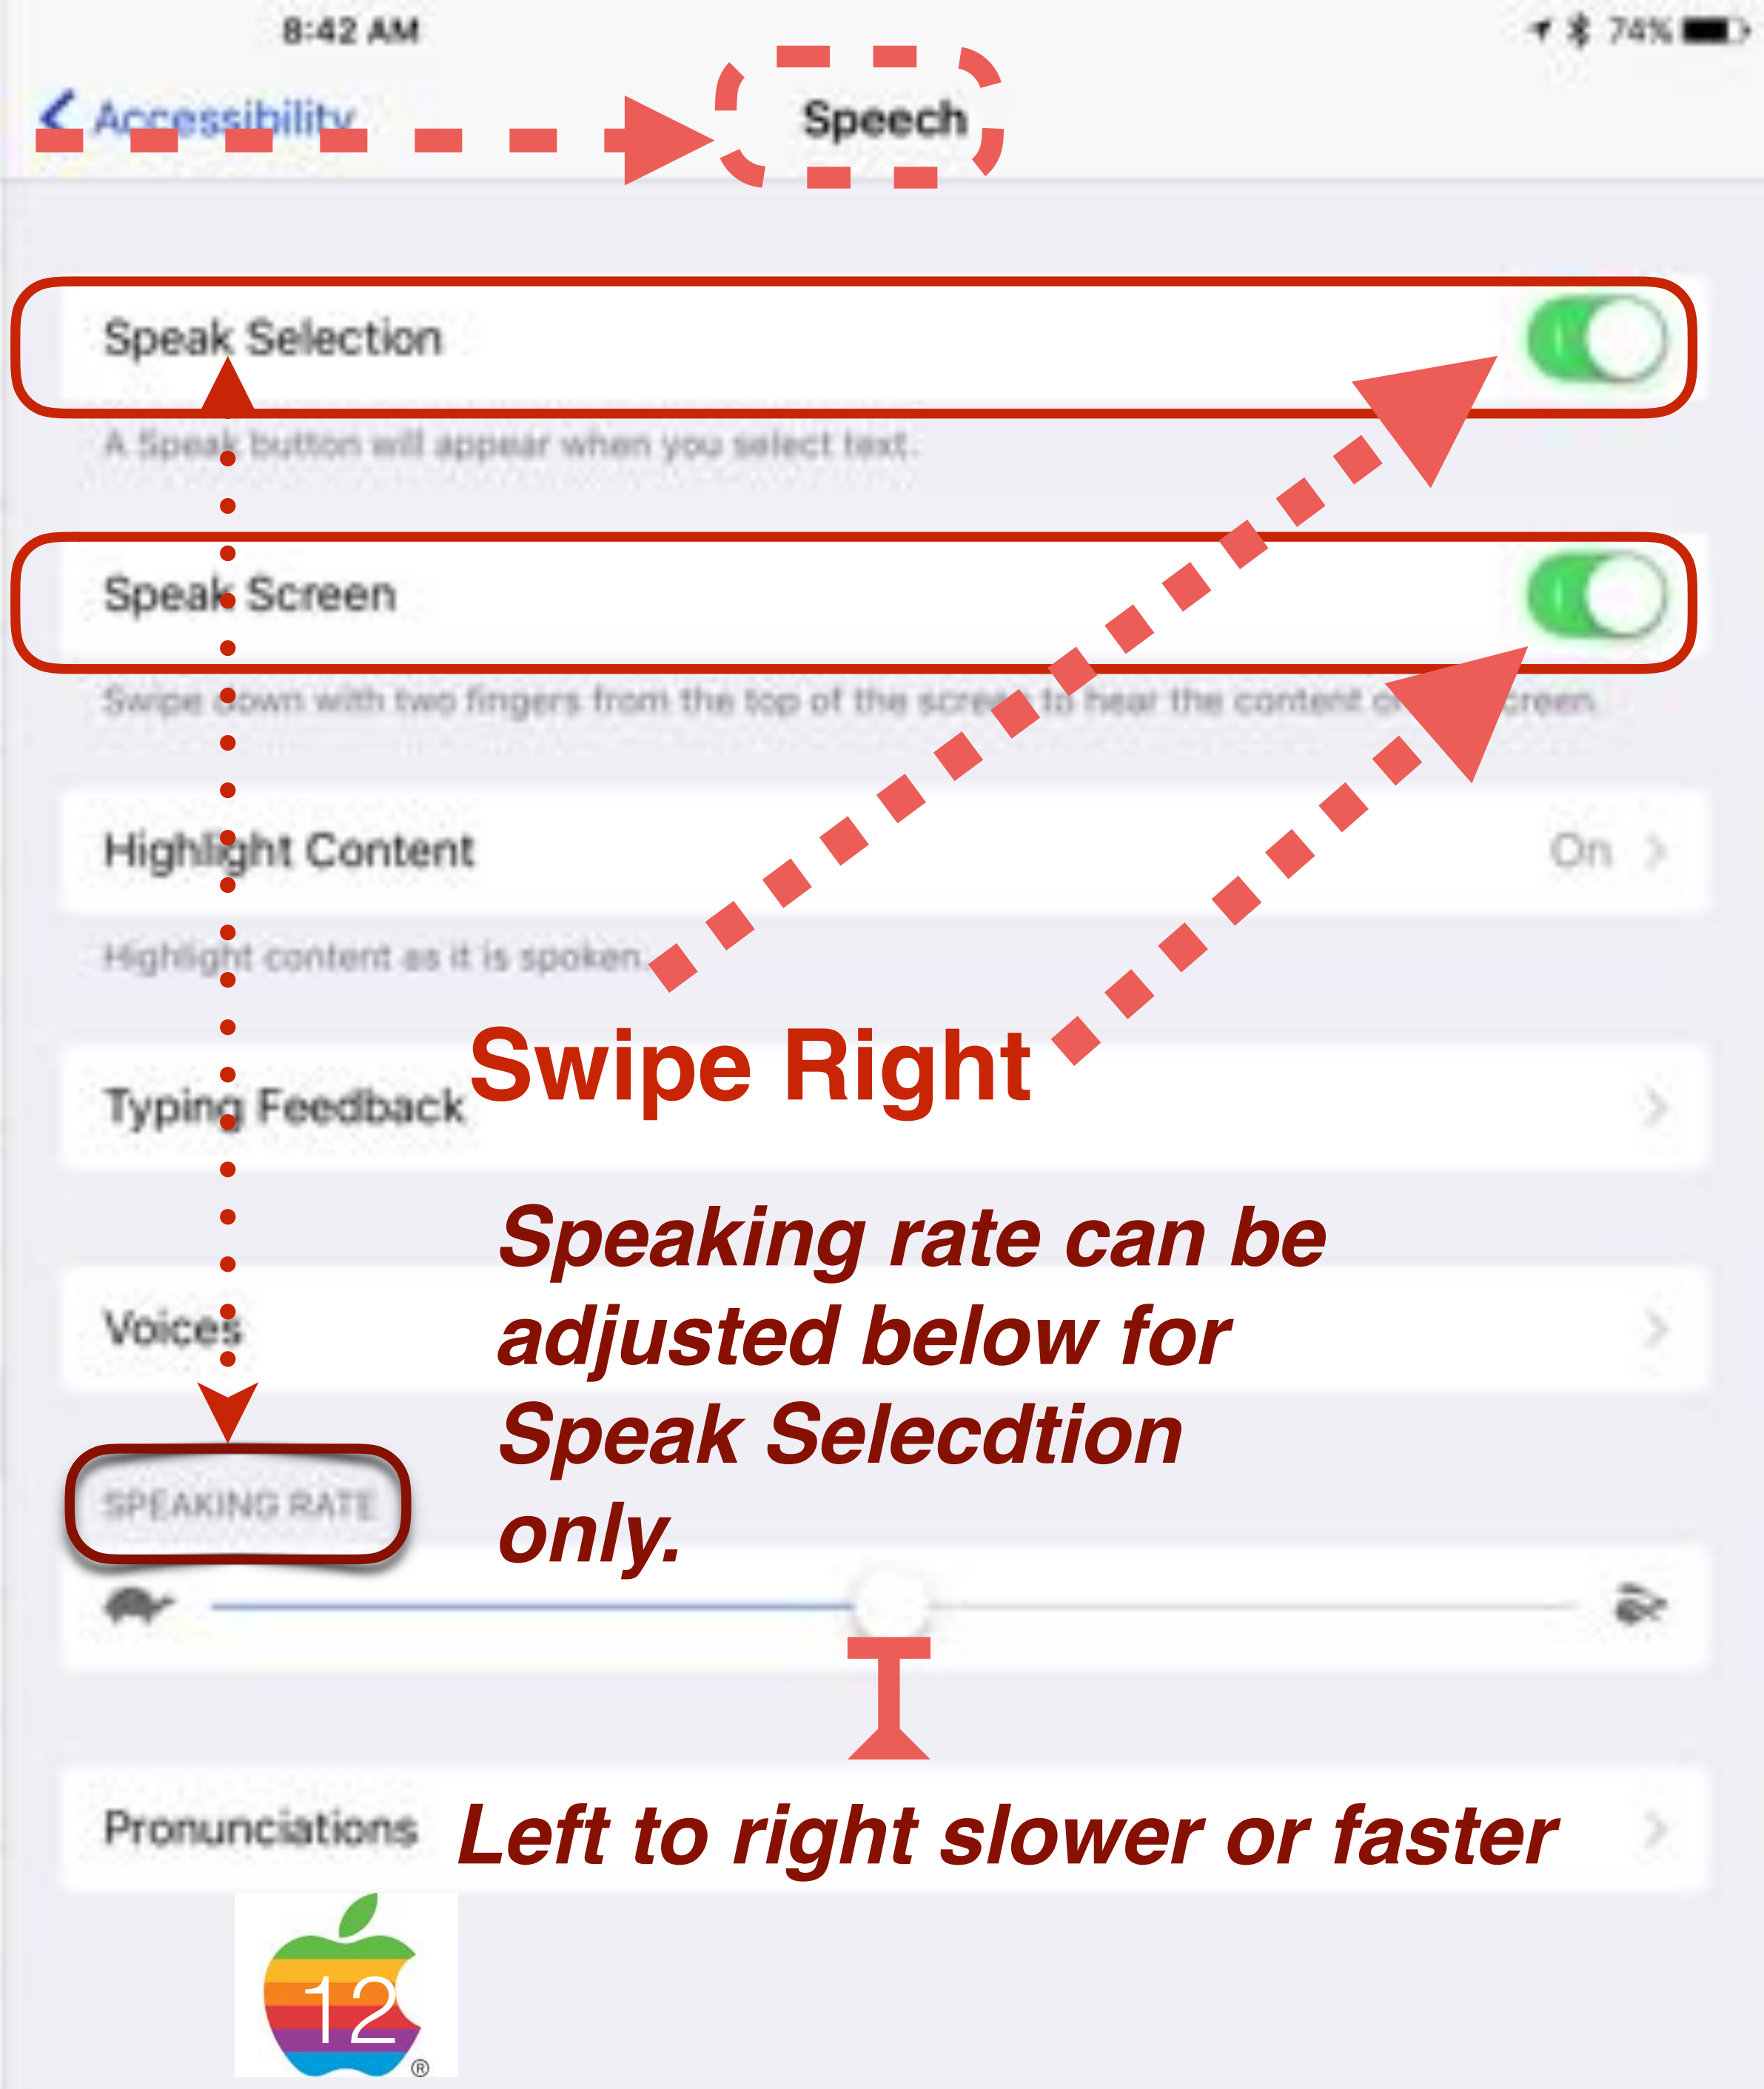 8:42 AM 74%
Accessibility Speech
Speak Selection
A Speak button will appear when you select text.
Speak Screen
Swipe down with two fingers from the top of the screen to hear the content screen.
Highlight Content On
Highlight content as it is spoken.
Swipe Right
Typing Feedback
Speaking rate can be
adjusted below for
Voices
Speak Selecdtion
SPEAKING RATE
only.
Pronunciations
Left to right slower or faster
12
®